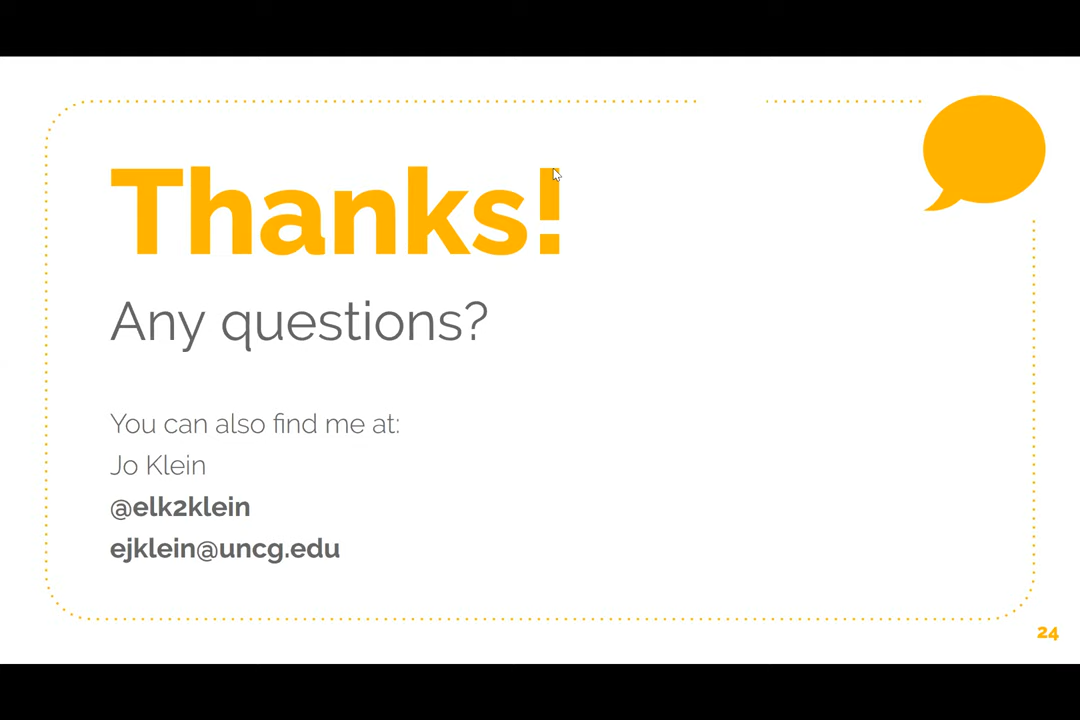 Thanks!
Any questions?
You can also find me at:
Jo Klein
@elk2klein
ejklein@uncg.edu
24